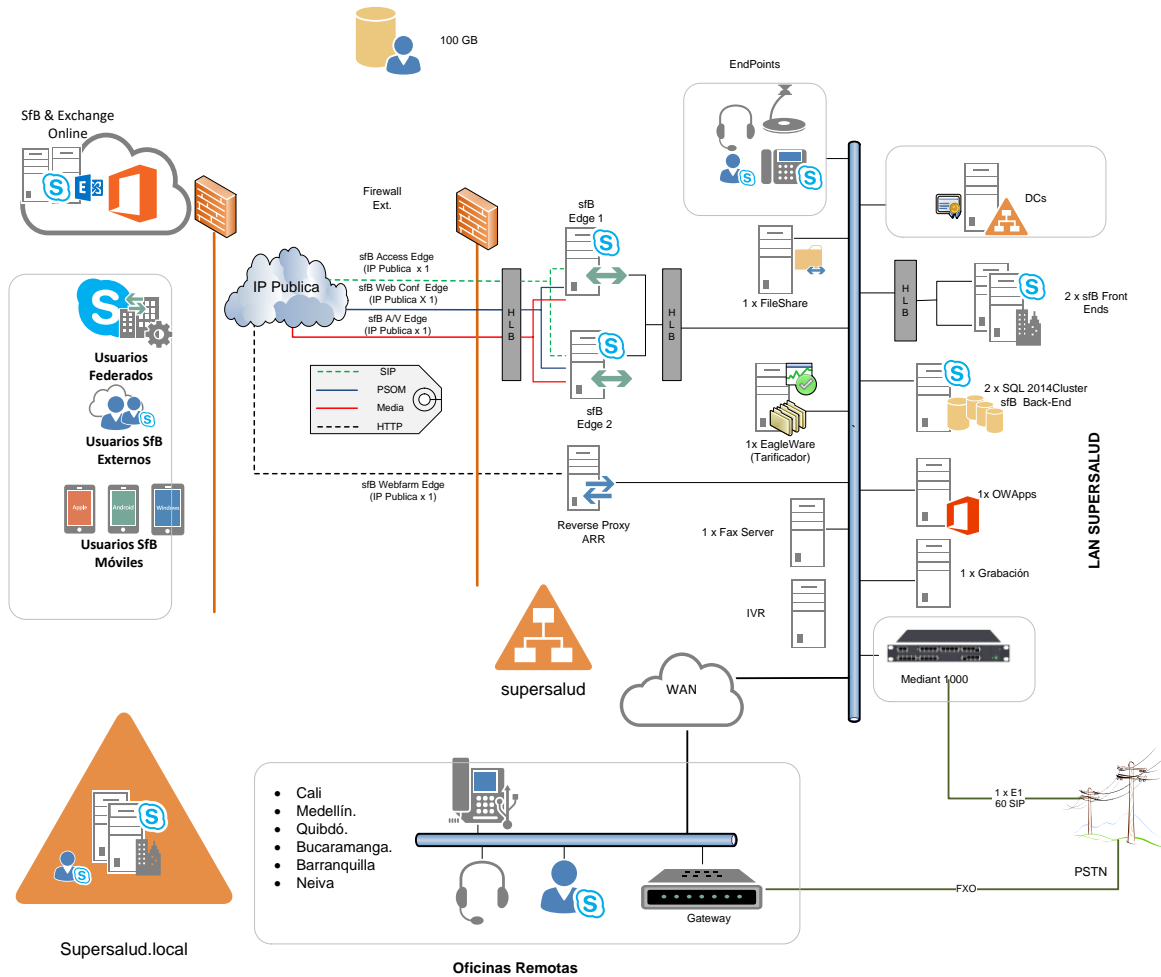 100 GB
EndPoints
SfB & Exchange
Online
Firewall
Ext.
sfB
Edge 1
DCs
sfB Access Edge
(IP Publica x 1
IP Publica
sfB Web Conf Edge
(IP Publica X 1)
sfB A/V Edge
(IP Publica x 1)
HLB
HLB
1 x FileShare
HLB
2 x sfB Front
Ends
Usuarios
Federados
SIP
PSOM
Media
HTTP
sfB
Edge 2
2 x SQL 2014Cluster
sfB Back-End
Usuarios SfB
Externos
1x EagleWare
(Tarificador)
sfB Webfarm Edge
(IP Publica x 1)
Apple
Android
Windows
Usuarios SfB
Móviles
Reverse Proxy
ARR
1x OWApps
1 x Fax Server
LAN SUPERSALUD
1 x Grabación
IVR
supersalud
WAN
Mediant 1000
1 x E1
60 SIP
• Cali
• Medellín.
• Quibdó.
• Bucaramanga.
• Barranquilla
• Neiva
PSTN
FXO
Gateway
Supersalud.local
Oficinas Remotas